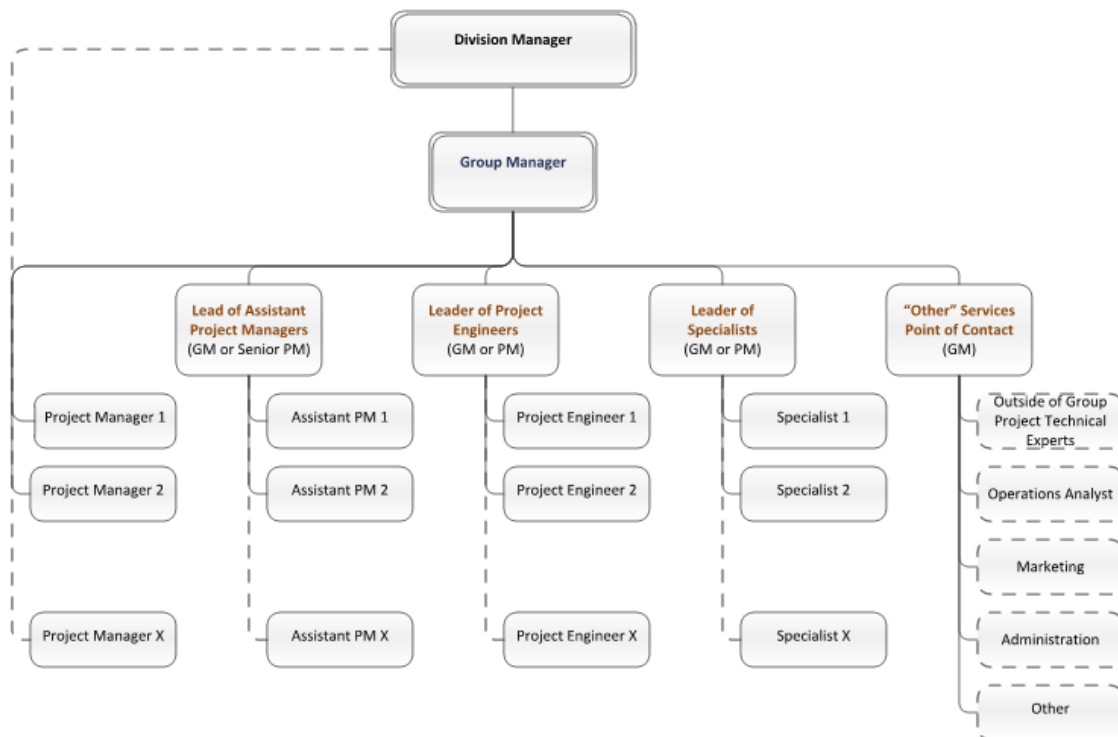 Division Manager
Group Manager
Lead of Assistant
Project Managers
(GM or Senior PM)
Leader of Project
Engineers
(GM or PM)
Leader of
Specialists
(GM or PM)
“Other” Services
Point of Contact
(GM)
Project Manager 1
Assistant PM 1
Project Engineer 1
Specialist 1
Outside of Group
Project Technical
Experts
Project Manager 2
Assistant PM 2
Project Engineer 2
Specialist 2
Operations Analyst
Marketing
Project Manager X
Assistant PM X
Project Engineer X
Specialist X
Administration
Other